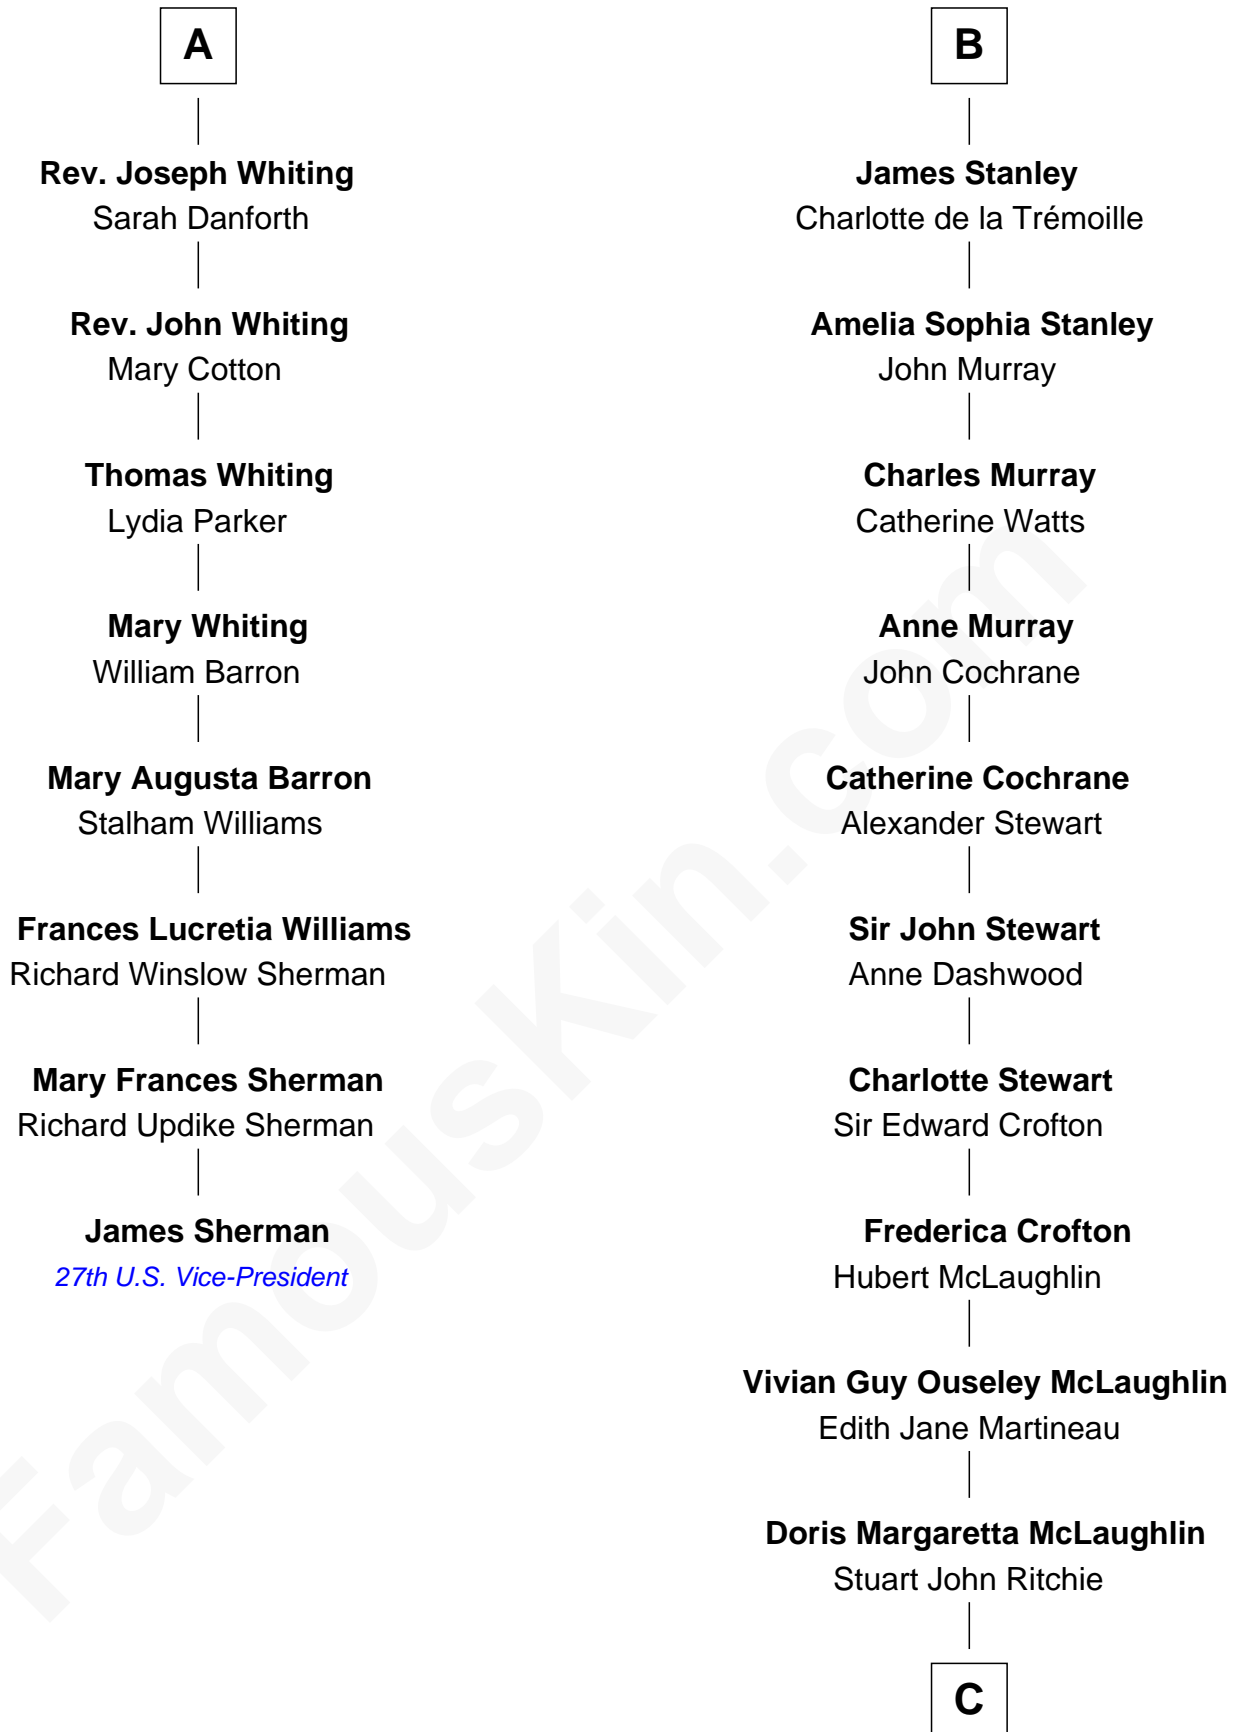 A
Rev. Joseph Whiting
Sarah Danforth
Rev. John Whiting
Mary Cotton
Thomas Whiting
Lydia Parker
Mary Whiting
William Barron
Mary Augusta Barron
Stalham Williams
Frances Lucretia Williams
Richard Winslow Sherman
Mary Frances Sherman
Richard Updike Sherman
James Sherman
27th U.S. Vice-President
B
James Stanley
Charlotte de la Trémoille
Amelia Sophia Stanley
John Murray
Charles Murray
Catherine Watts
Anne Murray
John Cochrane
Catherine Cochrane
Alexander Stewart
Sir John Stewart
Anne Dashwood
Charlotte Stewart
Sir Edward Crofton
Frederica Crofton
Hubert McLaughlin
Vivian Guy Ouseley McLaughlin
Edith Jane Martineau
Doris Margaretta McLaughlin
Stuart John Ritchie
C
FamousKin.com